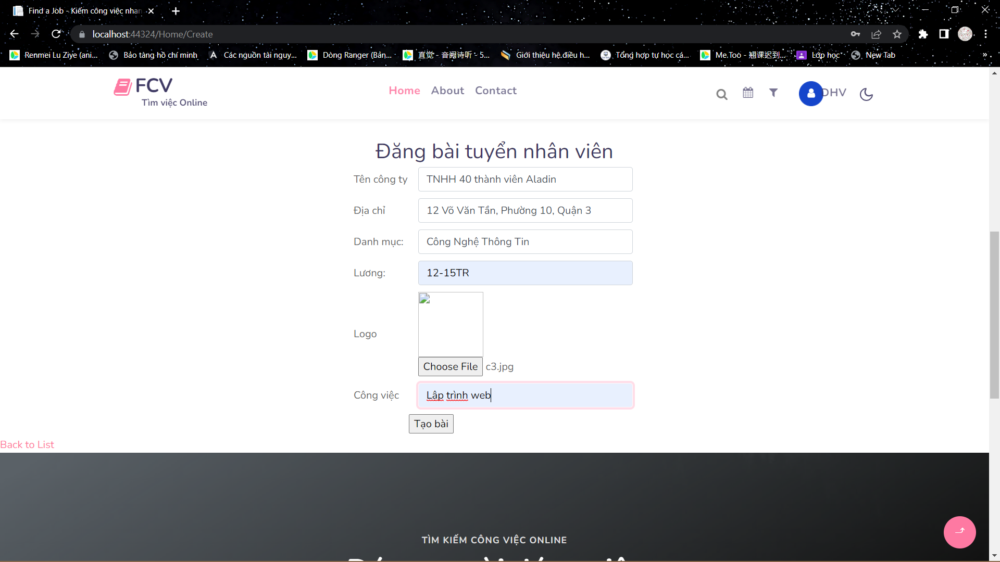 Find a Job - Kiếm công việc nhan
localhost:44324/Home/Create
Renmei Lu Ziye (ani...
Bảo tàng hồ chí minh
Các nguồn tài nguy...
Dòng Ranger (Bản...
直觉 - 音阙诗听 - 5...
Giới thiệu hệ điều h...
Tổng hợp tự học cá...
Me.Too - 翘课迟到...
Lớp học
New Tab
»
FCV
Tìm việc Online
Home
About
Contact
DHV
Đăng bài tuyển nhân viên
Tên công ty
TNHH 40 thành viên Aladin
Địa chỉ
12 Võ Văn Tần, Phường 10, Quận 3
Danh mục:
Công Nghệ Thông Tin
Lương:
12-15TR
Logo
Choose File c3.jpg
Công việc
Lâp trình web
Tạo bài
Back to List
TÌM KIẾM CÔNG VIỆC ONLINE